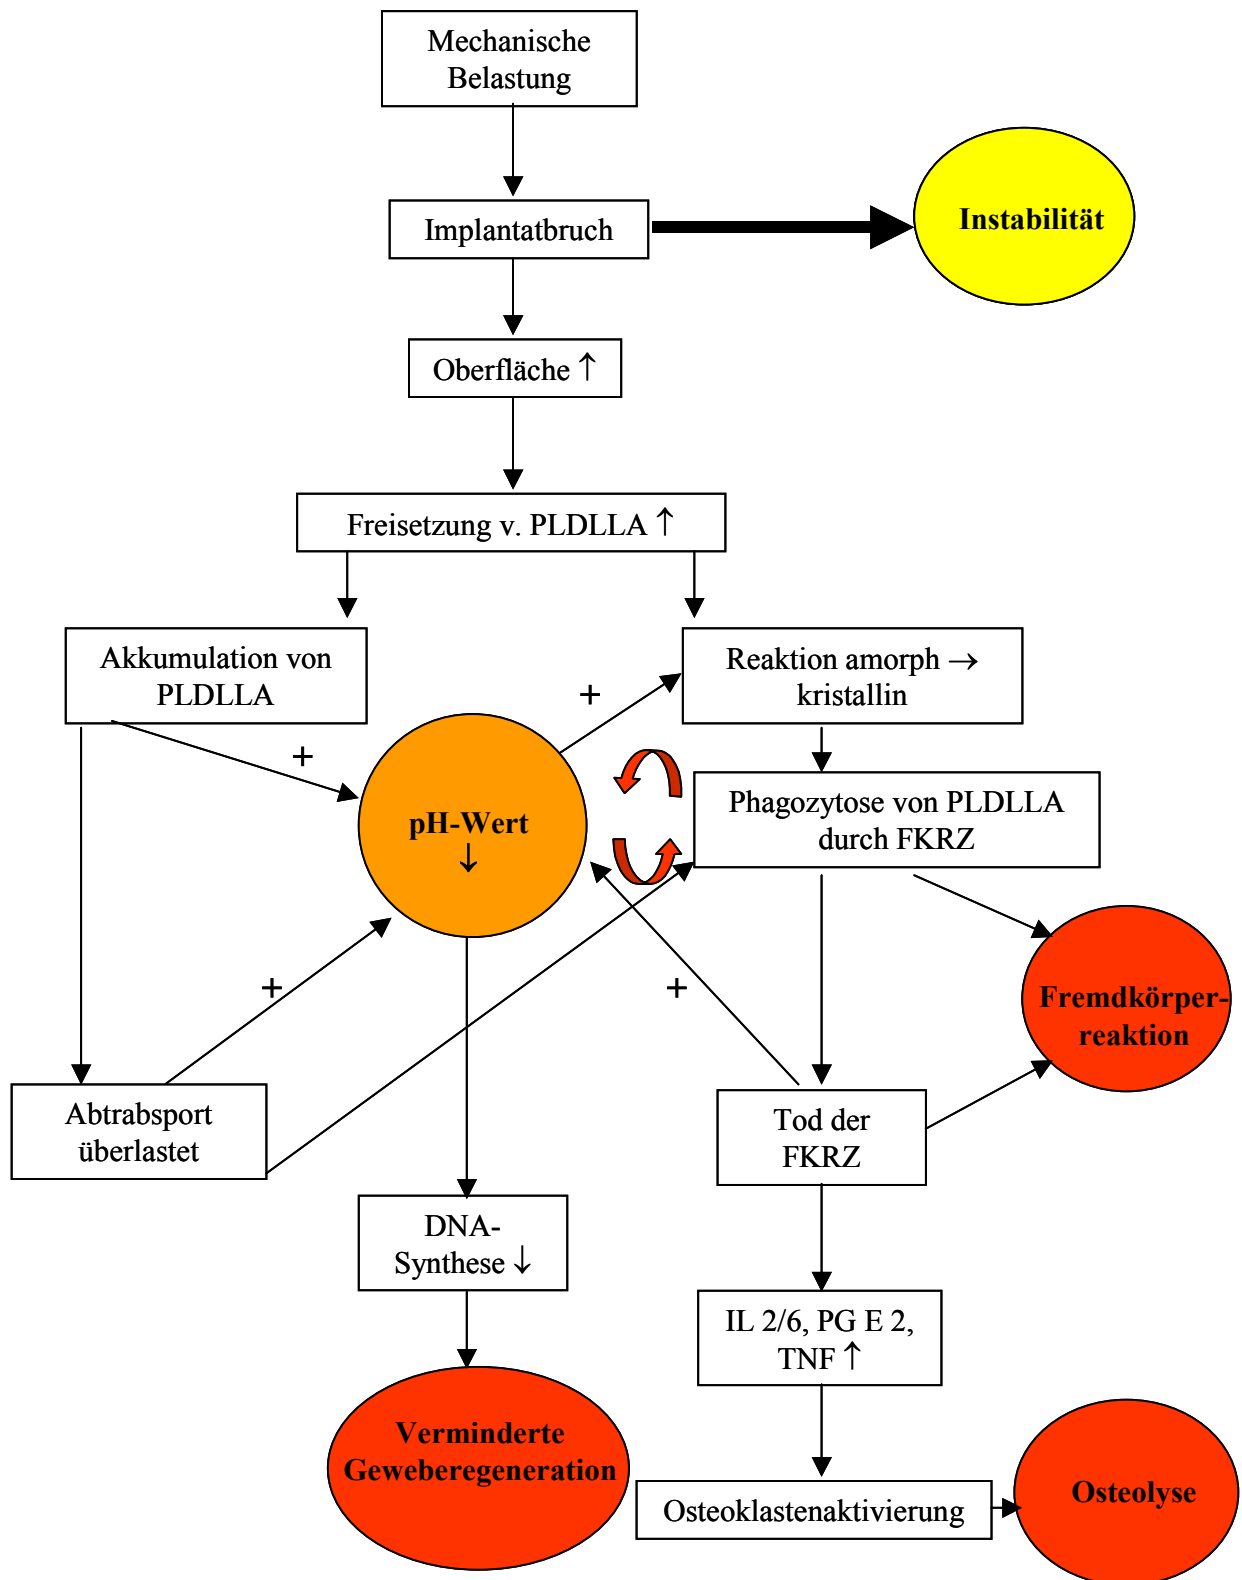 Mechanische
Belastung
Implantatbruch
Instabilität
Oberfläche ↑
Freisetzung v. PLDLLA ↑
Akkumulation von
PLDLLA
Reaktion amorph →
kristallin
+
+
pH-Wert
↓
Phagozytose von PLDLLA
durch FKRZ
+
+
Fremdkörper-
reaktion
Abtrabsport
überlastet
Tod der
FKRZ
DNA-
Synthese ↓
IL 2/6, PG E 2,
TNF ↑
Verminderte
Geweberegeneration
Osteoklastenaktivierung
Osteolyse